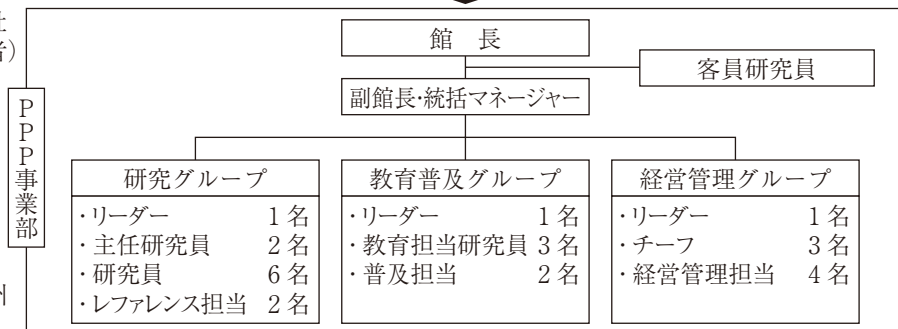 者)
館 長
客員研究員
副館長・統括マネージャー
PPP事業部
研究グループ
・リーダー 1名
・主任研究員 2名
・研究員 6名
・レファレンス担当 2名
教育普及グループ
・リーダー 1名
・教育担当研究員 3名
・普及担当 2名
経営管理グループ
・リーダー 1名
・チーフ 3名
・経営管理担当 4名